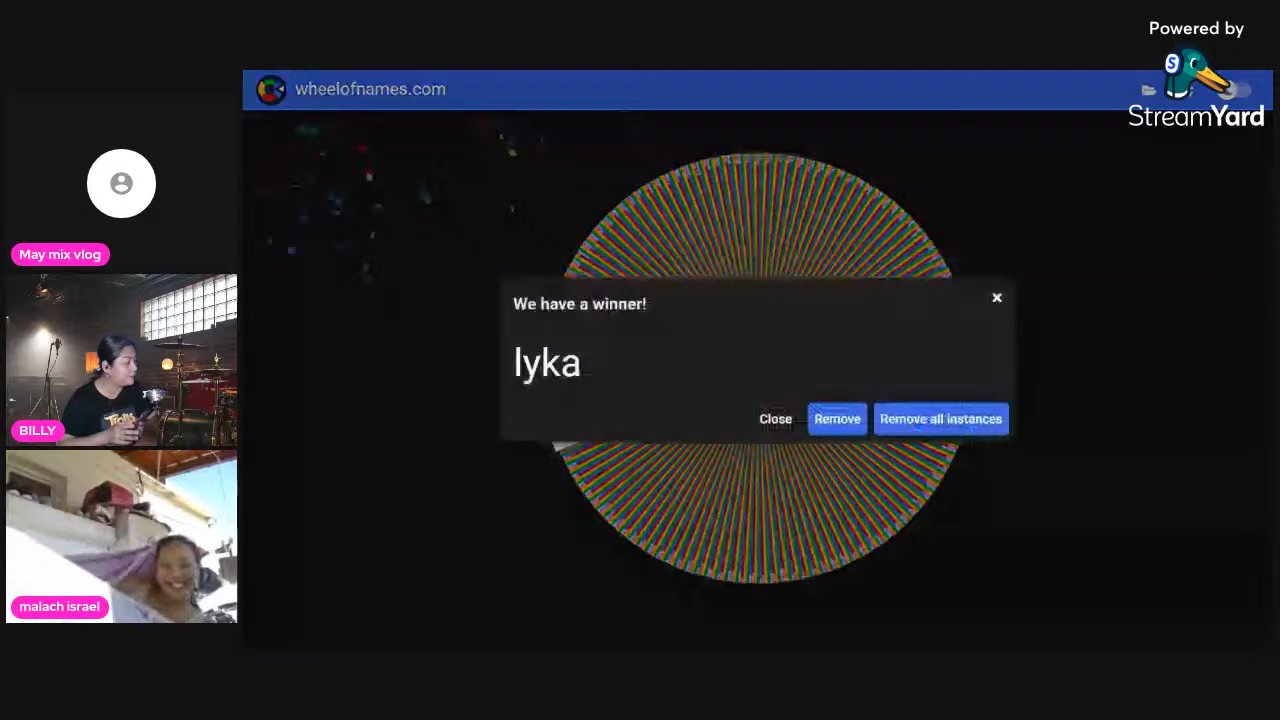 Powered by
StreamYard
wheelofnames.com
May mix vlog
We have a winner!
lyka
Close
Remove
Remove all instances
BILLY
malach israel